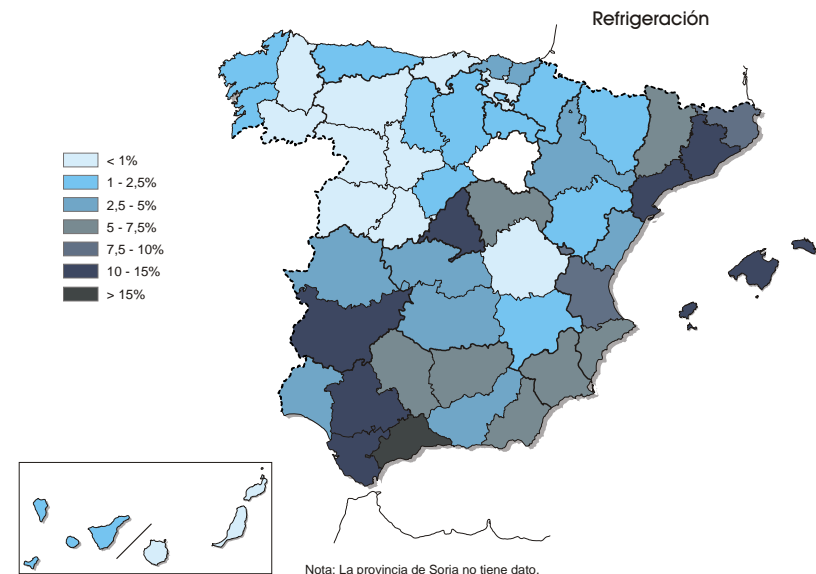 Refrigeración
< 1%
1 - 2,5%
2,5 - 5%
5 - 7,5%
7,5 - 10%
10 - 15%
> 15%
Nota: La provincia de Soria no tiene dato.